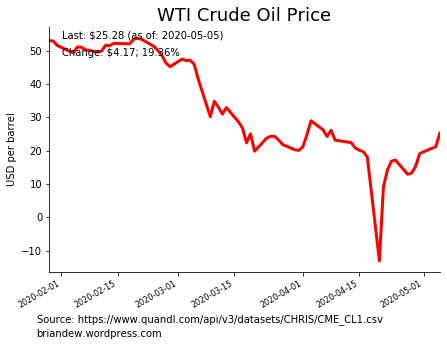 WTI Crude Oil Price
Last: $25.28 (as of: 2020-05-05)
Change: $4.17; 19.36%
USD per barrel
50
40
30
20
10
0
−10
2020-02-01
2020-02-15
2020-03-01
2020-03-15
2020-04-01
2020-04-15
2020-05-01
Source: https://www.quandl.com/api/v3/datasets/CHRIS/CME_CL1.csv
briandew.wordpress.com